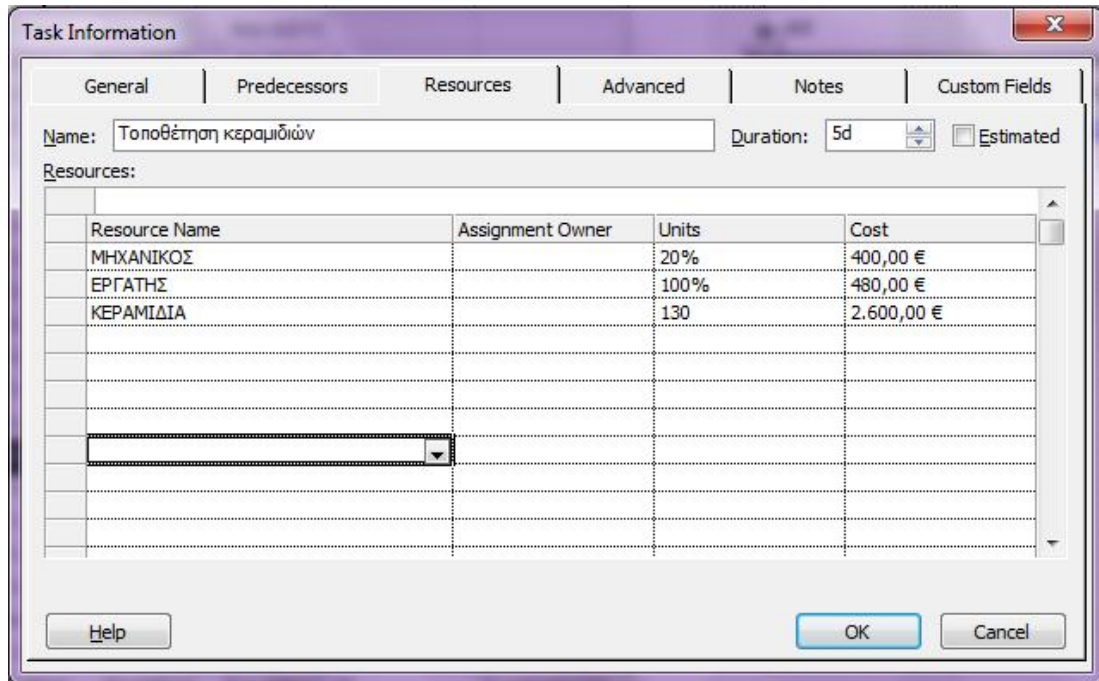 Task Information
General Predecessors Resources Advanced Notes Custom Fields
Name: Τοποθέτηση κεραμιδιών Duration: 5d Estimated
Resources:
Resource Name Assignment Owner Units Cost
ΜΗΧΑΝΙΚΟΣ 20% 400,00 €
ΕΡΓΑΤΗΣ 100% 480,00 €
ΚΕΡΑΜΙΔΙΑ 130 2.600,00 €
Help OK Cancel